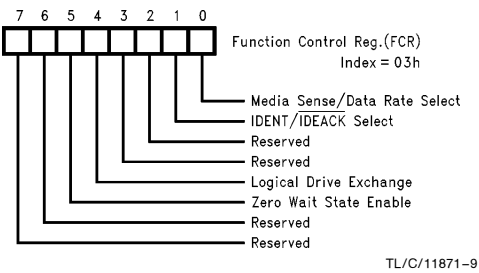 7 6 5 4 3 2 1 0
Function Control Reg.(FCR)
Index = 03h
Media Sense/Data Rate Select
IDENT/IDEACK Select
Reserved
Reserved
Logical Drive Exchange
Zero Wait State Enable
Reserved
Reserved
TL/C/11871–9